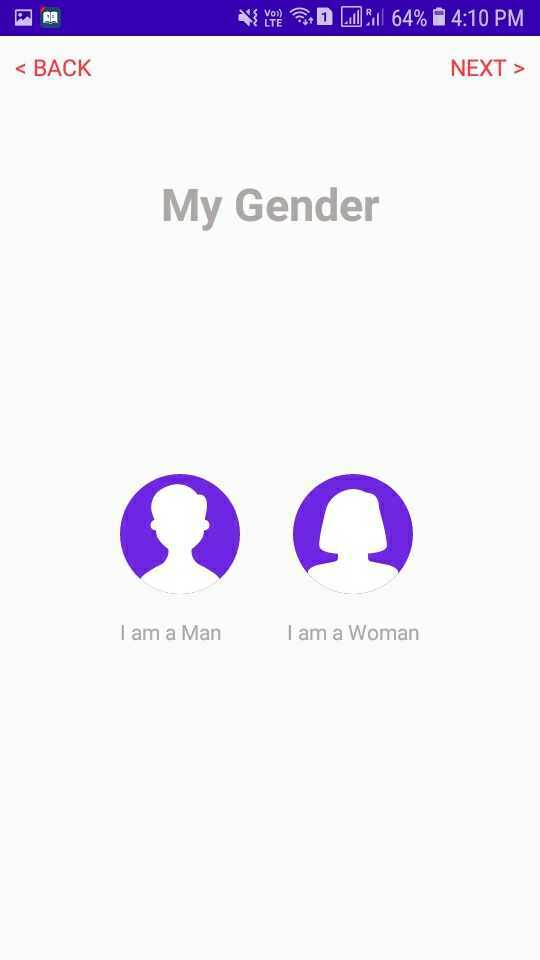 Vo)) LTE 1 R 64% 4:10 PM
< BACK NEXT >
My Gender
I am a Man I am a Woman